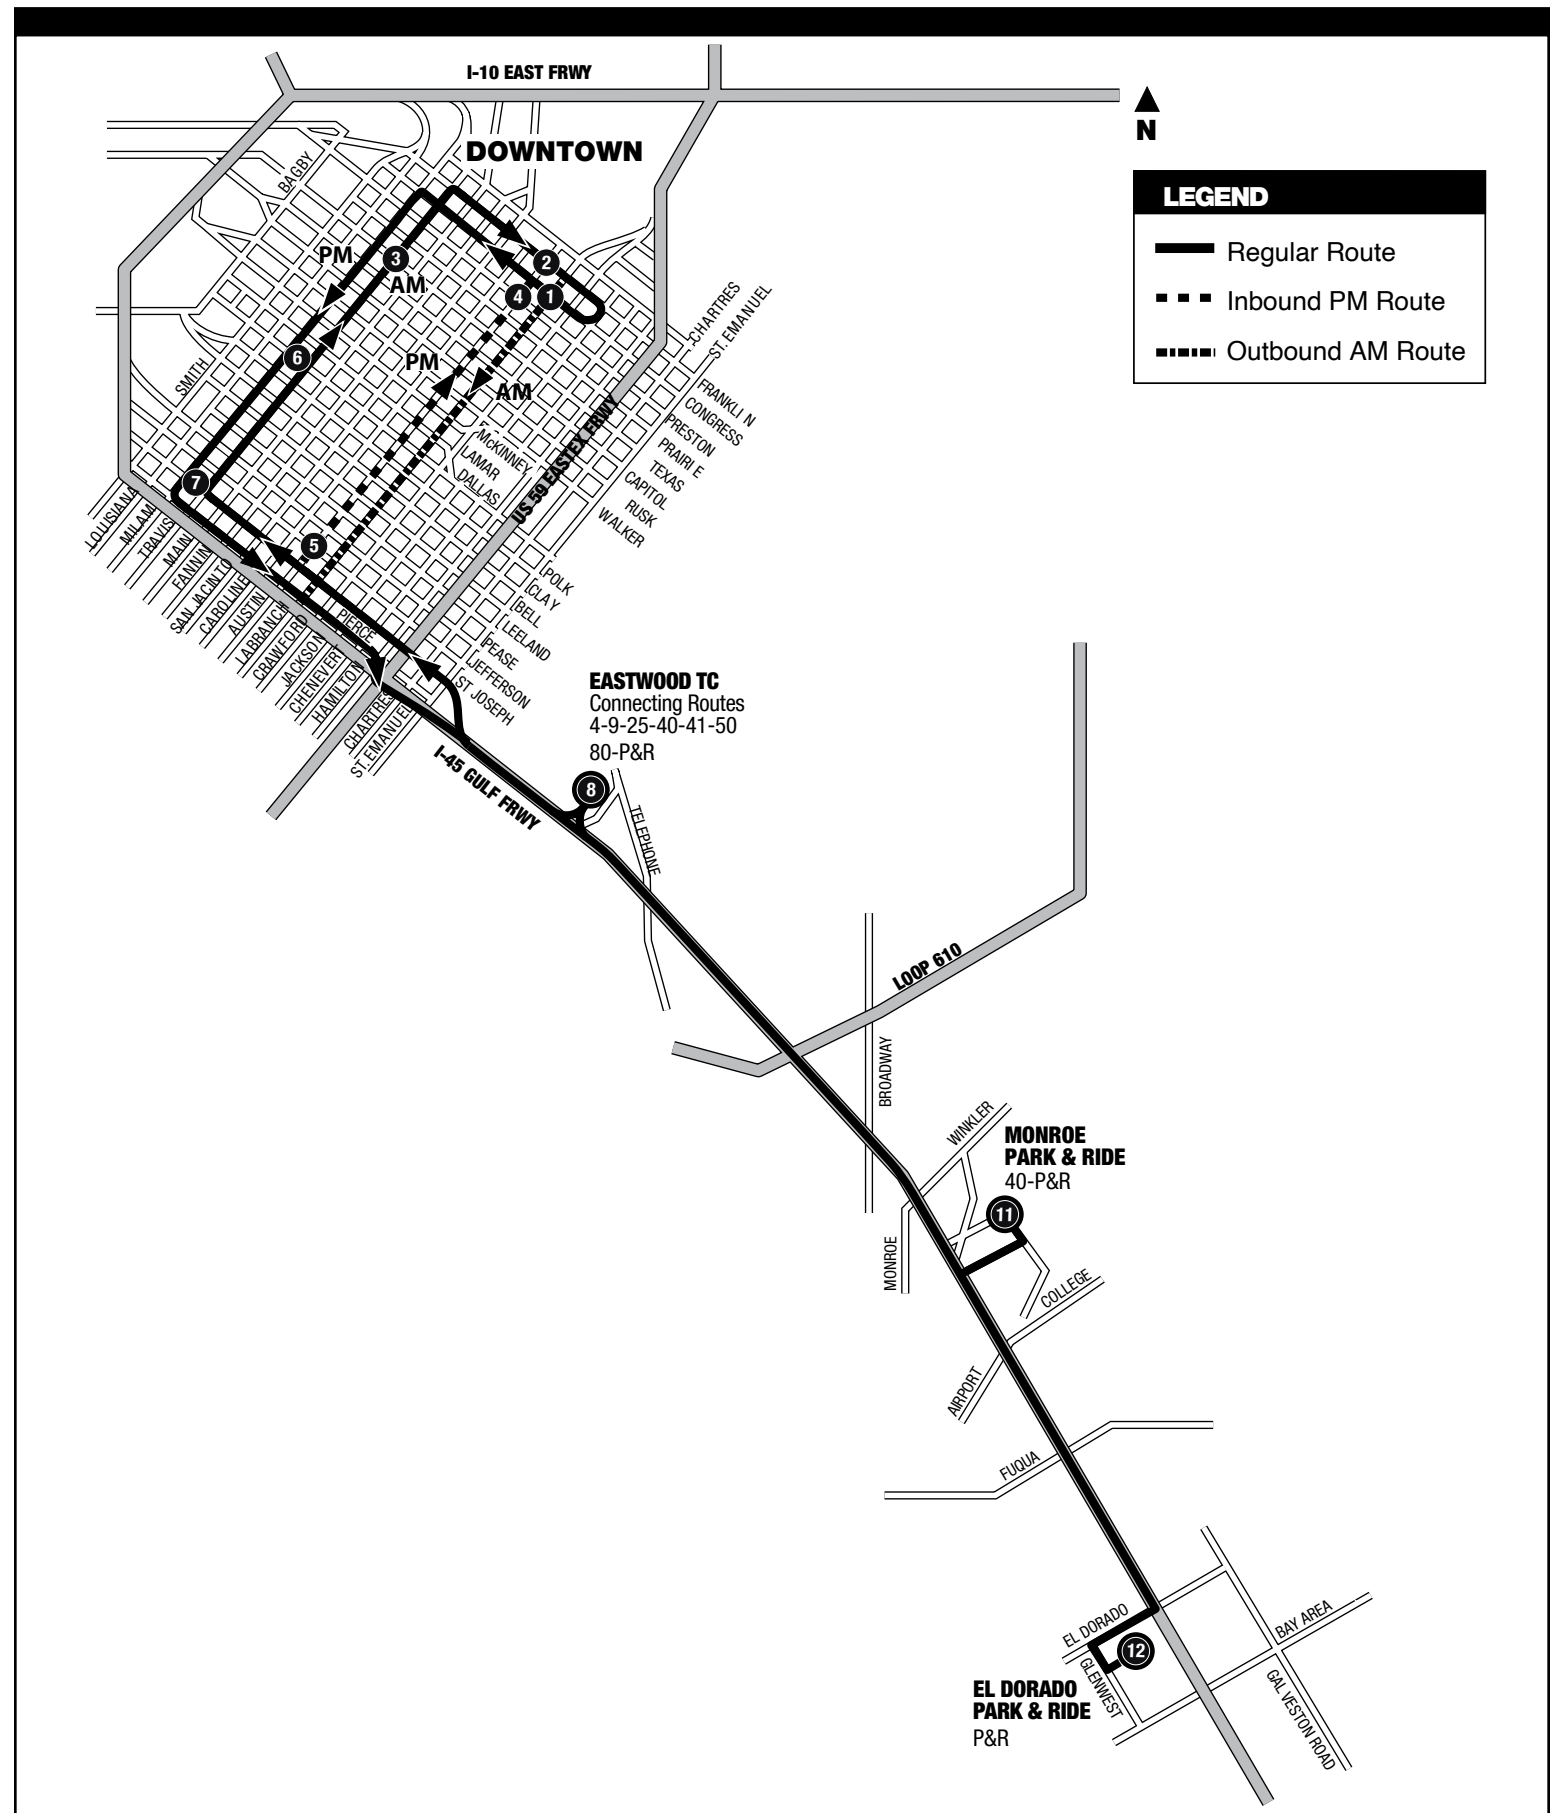 I-10 EAST FRWY
N
DOWNTOWN
LEGEND
Regular Route
Inbound PM Route
Outbound AM Route
BAGBY
PM
3
AM
2
4
1
6
PM
AM
SMITH
CHARTRES
ST. EMANUEL
FRANKLI N
CONGRESS
PRESTON
PRAIRI E
TEXAS
CAPITOL
RUSK
WALKER
McKINNEY
LAMAR
DALLAS
US 59 EASTEX FRWY
7
5
LOUISIANA
MILAM
TRAVIS
MAIN
FANNIN
SAN JACINTO
CAROLINE
AUSTIN
LABRANCH
CRAWFORD
JACKSON
CHENEVERT
HAMILTON
CHARTRES
ST. EMANUEL
PIERCE
POLK
CLAY
BELL
LEELAND
PEASE
JEFFERSON
ST JOSEPH
EASTWOOD TC
Connecting Routes
4-9-25-40-41-50
80-P&R
I-45 GULF FRWY
8
TELEPHONE
LOOP 610
BROADWAY
WINKLER
MONROE
PARK & RIDE
40-P&R
11
MONROE
COLLEGE
AIRPORT
FUQUA
EL DORADO
12
BAY AREA
GLENWEST
GAL VESTON ROAD
EL DORADO
PARK & RIDE
P&R